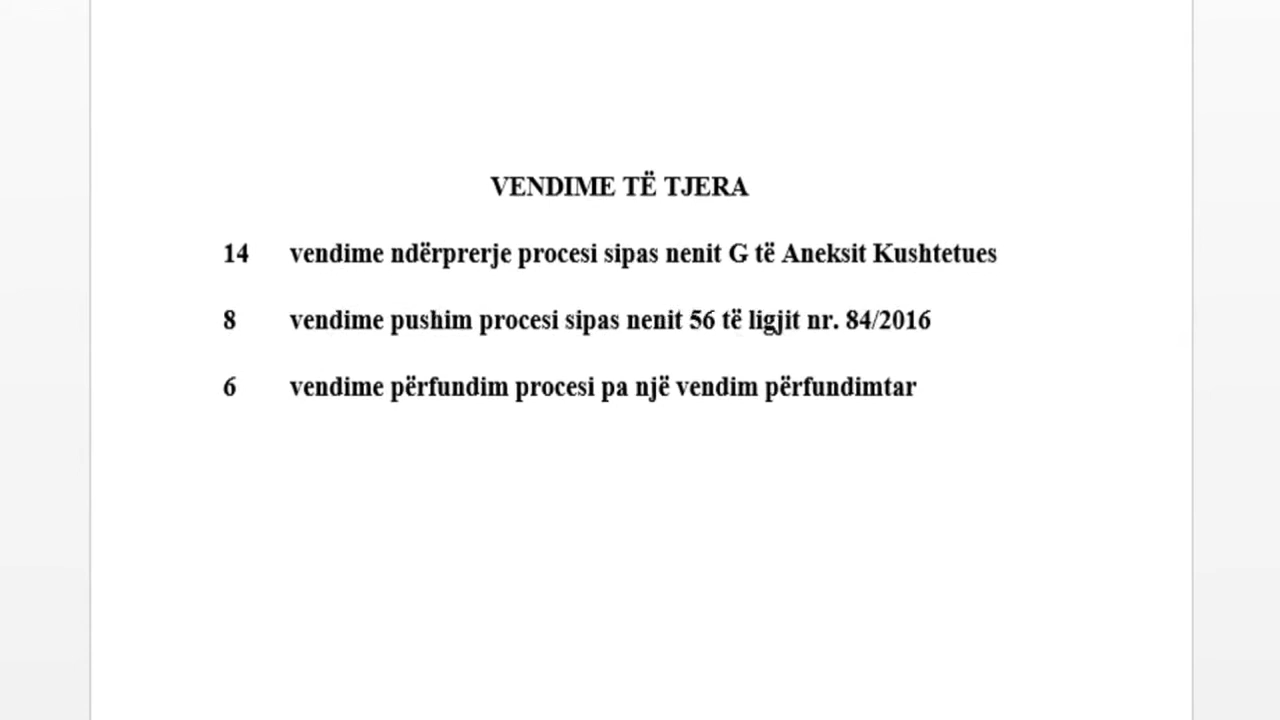 VENDIME TË TJERA
14 vendime ndërprerje procesi sipas nenit G të Aneksit Kushtetues
8 vendime pushim procesi sipas nenit 56 të ligjit nr. 84/2016
6 vendime përfundim procesi pa një vendim përfundimtar